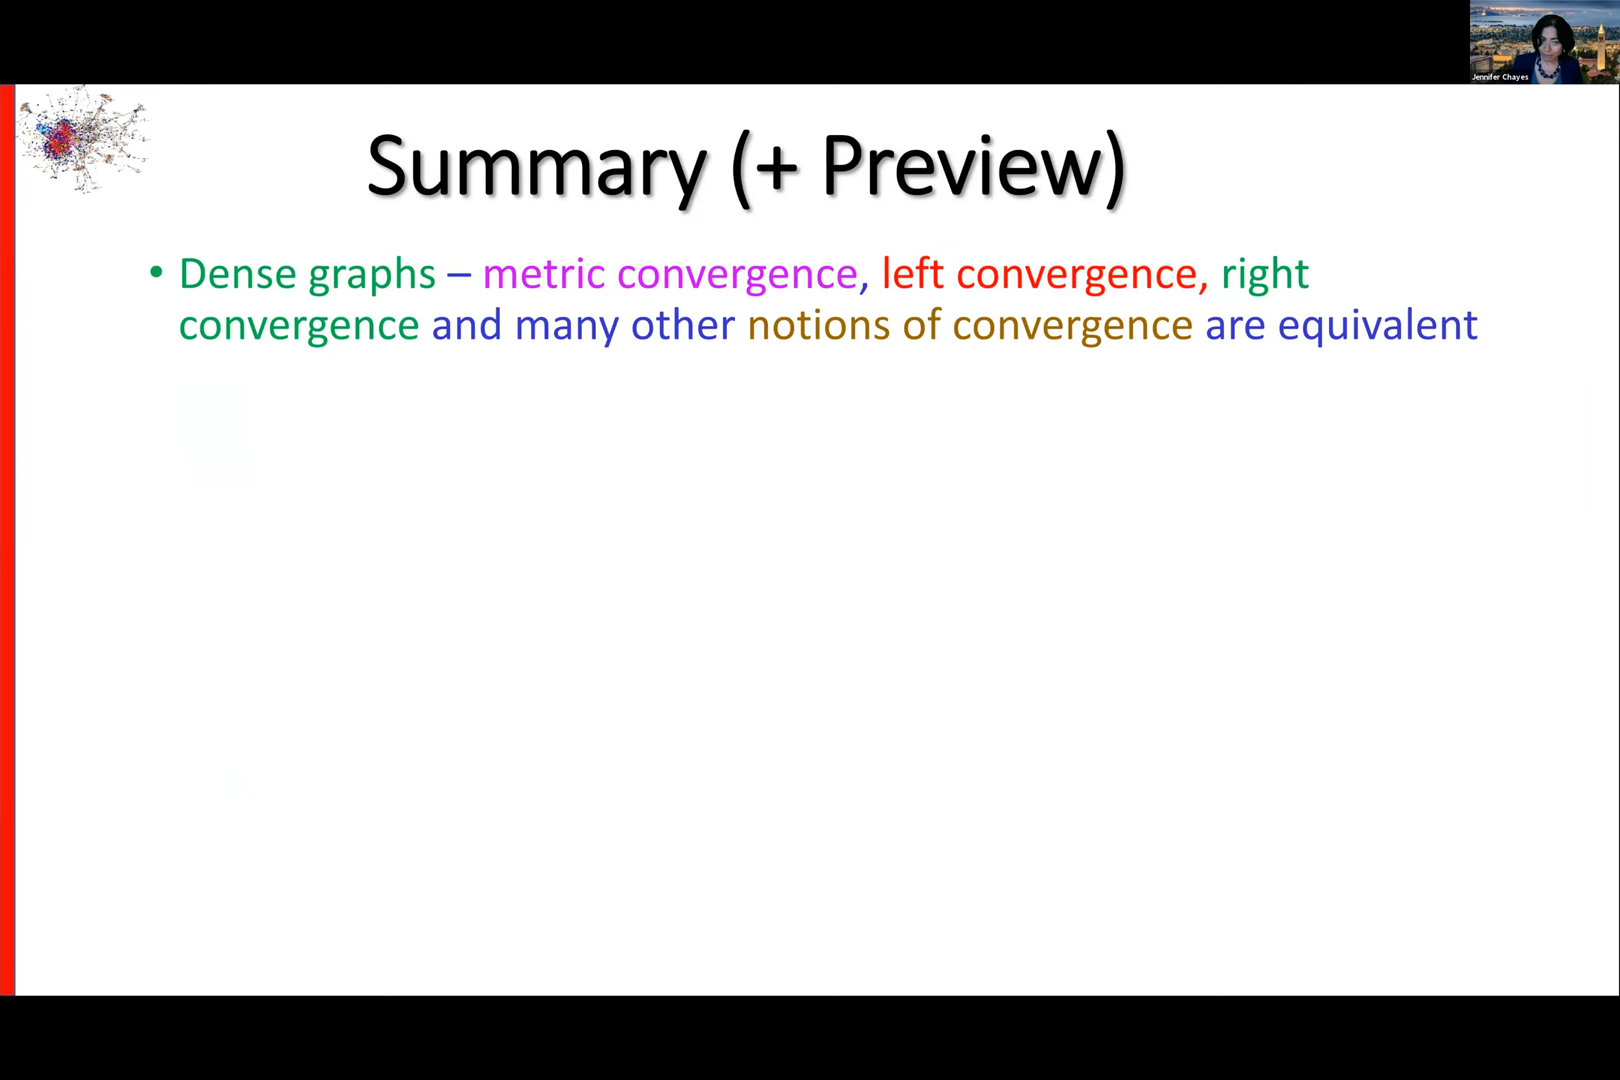 Jennifer Chayes
Summary (+ Preview)
• Dense graphs – metric convergence, left convergence, right
convergence and many other notions of convergence are equivalent